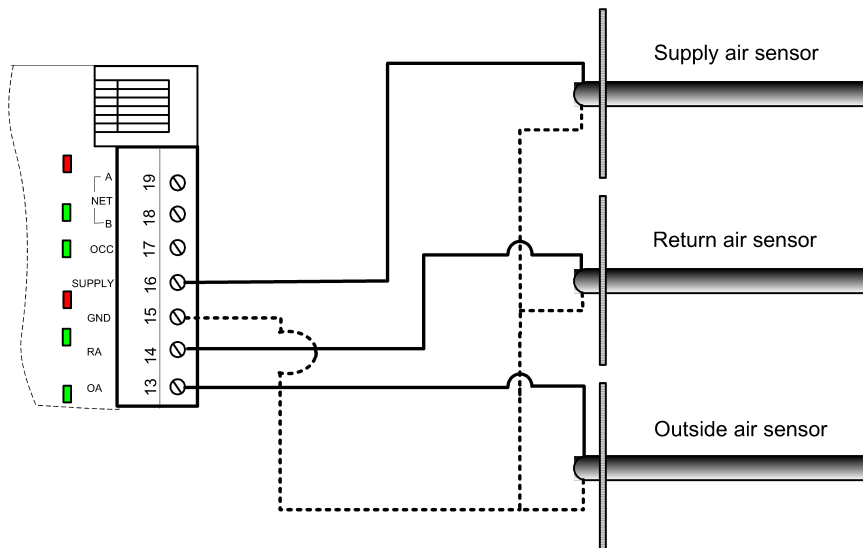 Supply air sensor
A
19
NET
B
18
OCC
17
Return air sensor
SUPPLY
16
GND
15
RA
14
OA
13
Outside air sensor